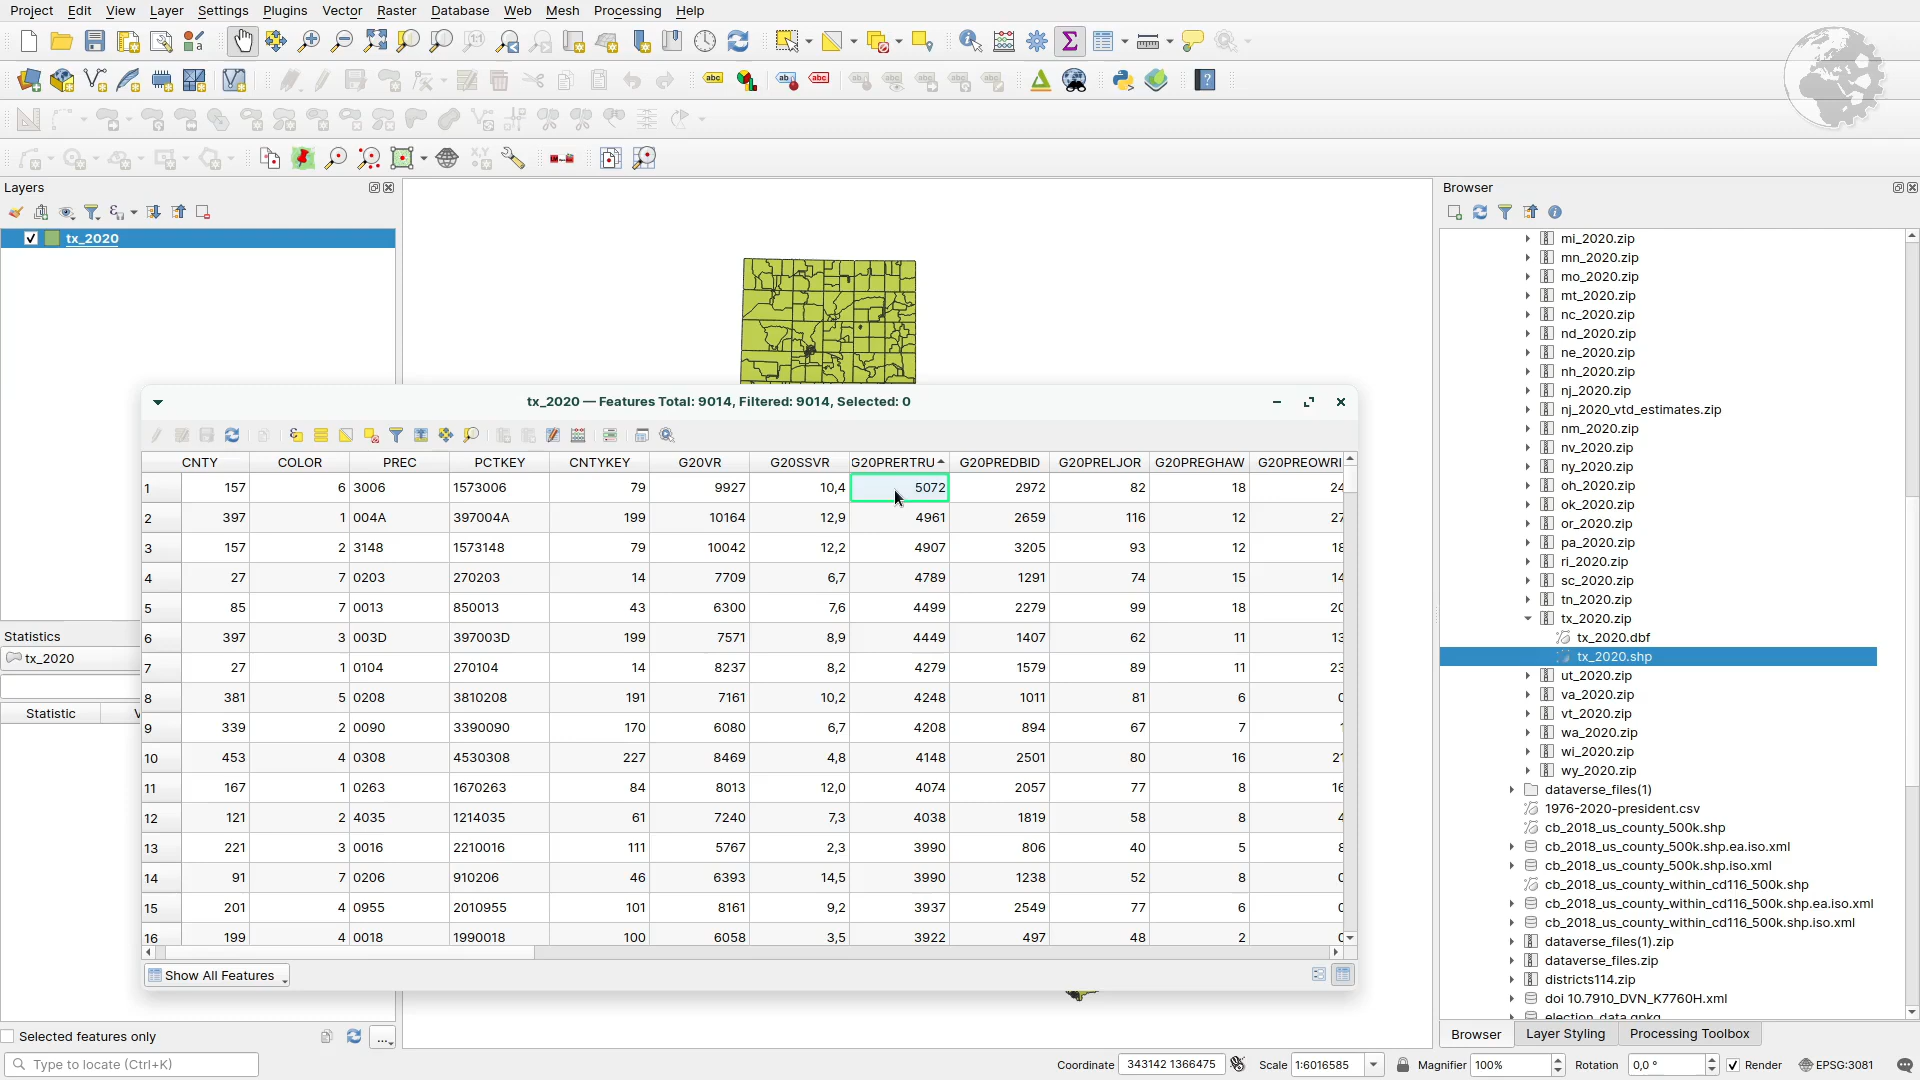 Project Edit View Layer Settings Plugins Vector Raster Database Web Mesh Processing Help
Layers
tx_2020
Statistics
tx_2020
Statistic
Selected features only
Type to locate (Ctrl+K)
tx_2020 — Features Total: 9014, Filtered: 9014, Selected: 0
CNTY COLOR PREC PCTKEY CNTYKEY G20VR G20SSVR G20PRERTRU G20PREDBID G20PRELJOR G20PREGHAW G20PREOWRI
1 157 6 3006 1573006 79 9927 10,4 5072 2972 82 18 24
2 397 1 004A 397004A 199 10164 12,9 4961 2659 116 12 27
3 157 2 3148 1573148 79 10042 12,2 4907 3205 93 12 18
4 27 7 0203 270203 14 7709 6,7 4789 1291 74 15 14
5 85 7 0013 850013 43 6300 7,6 4499 2279 99 18 20
6 397 3 003D 397003D 199 7571 8,9 4449 1407 62 11 13
7 27 1 0104 270104 14 8237 8,2 4279 1579 89 11 23
8 381 5 0208 3810208 191 7161 10,2 4248 1011 81 6 0
9 339 2 0090 3390090 170 6080 6,7 4208 894 67 7
10 453 4 0308 4530308 227 8469 4,8 4148 2501 80 16 21
11 167 1 0263 1670263 84 8013 12,0 4074 2057 77 8 16
12 121 2 4035 1214035 61 7240 7,3 4038 1819 58 8 4
13 221 3 0016 2210016 111 5767 2,3 3990 806 40 5 8
14 91 7 0206 910206 46 6393 14,5 3990 1238 52 8 0
15 201 4 0955 2010955 101 8161 9,2 3937 2549 77 6 0
16 199 4 0018 1990018 100 6058 3,5 3922 497 48 2 0
Show All Features
Browser
mi_2020.zip
mn_2020.zip
mo_2020.zip
mt_2020.zip
nc_2020.zip
nd_2020.zip
ne_2020.zip
nh_2020.zip
nj_2020.zip
nj_2020_vtd_estimates.zip
nm_2020.zip
nv_2020.zip
ny_2020.zip
oh_2020.zip
ok_2020.zip
or_2020.zip
pa_2020.zip
ri_2020.zip
sc_2020.zip
tn_2020.zip
tx_2020.zip
tx_2020.dbf
tx_2020.shp
ut_2020.zip
va_2020.zip
vt_2020.zip
wa_2020.zip
wi_2020.zip
wy_2020.zip
dataverse_files(1)
1976-2020-president.csv
cb_2018_us_county_500k.shp
cb_2018_us_county_500k.shp.ea.iso.xml
cb_2018_us_county_500k.shp.iso.xml
cb_2018_us_county_within_cd116_500k.shp
cb_2018_us_county_within_cd116_500k.shp.ea.iso.xml
cb_2018_us_county_within_cd116_500k.shp.iso.xml
dataverse_files(1).zip
dataverse_files.zip
districts114.zip
doi 10.7910_DVN_K7760H.xml
election_data.gpkg
Browser Layer Styling Processing Toolbox
Coordinate 343142 1366475 Scale 1:6016585 Magnifier 100% Rotation 0,0 ° Render EPSG:3081